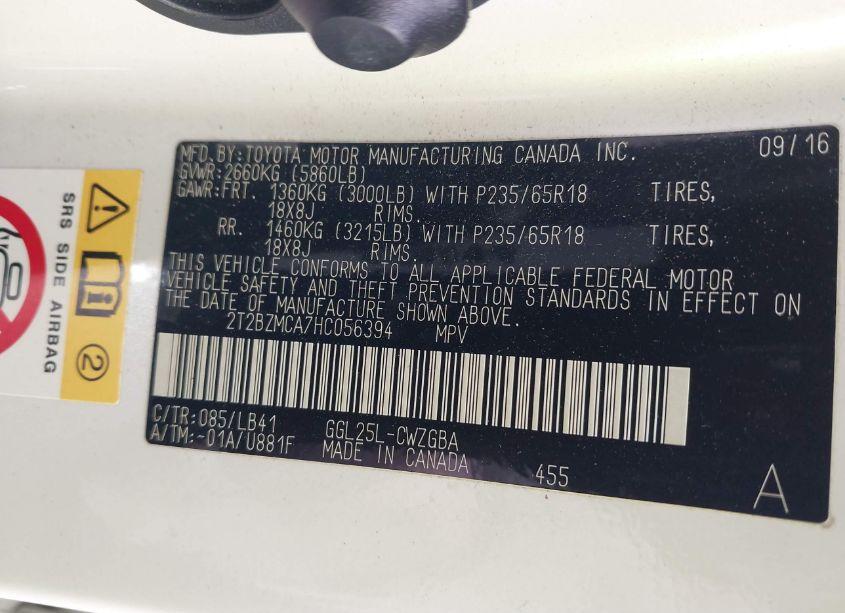 MFD. BY: TOYOTA MOTOR MANUFACTURING CANADA INC. 09/16
GVWR: 2660KG (5860LB)
GAWR: FRT. 1360KG (3000LB) WITH P235/65R18 TIRES,
18X8J RIMS.
RR. 1460KG (3215LB) WITH P235/65R18 TIRES,
18X8J RIMS.
THIS VEHICLE CONFORMS TO ALL APPLICABLE FEDERAL MOTOR
VEHICLE SAFETY AND THEFT PREVENTION STANDARDS IN EFFECT ON
THE DATE OF MANUFACTURE SHOWN ABOVE.
2T2BZMCA7HC056394 MPV
C/TR: 085/LB41 GGL25L-CWZGBA
A/TM: -01A/U881F MADE IN CANADA
455
A
SRS SIDE AIRBAG
2